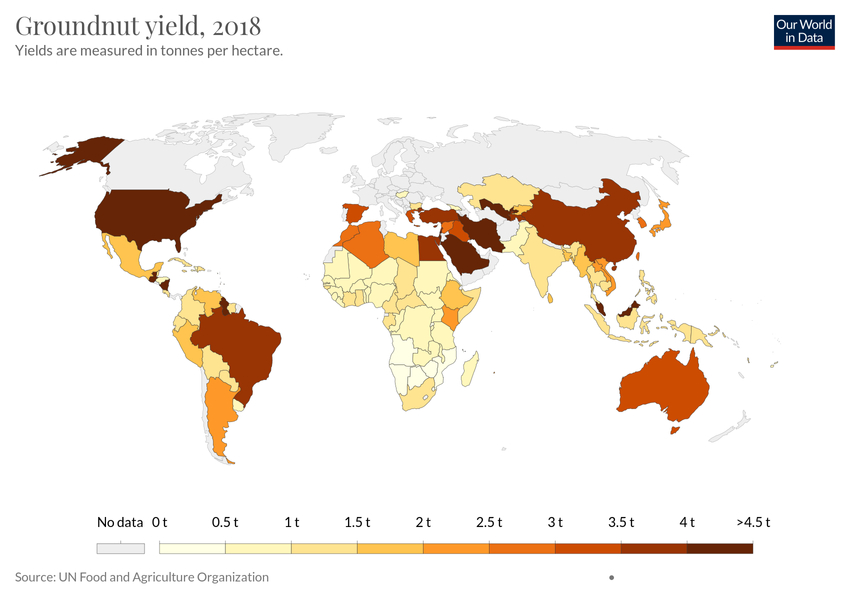 Groundnut yield, 2018
Yields are measured in tonnes per hectare.
Our World
in Data
No data 0 t 0.5 t 1 t 1.5 t 2 t 2.5 t 3 t 3.5 t 4 t >4.5 t
Source: UN Food and Agriculture Organization